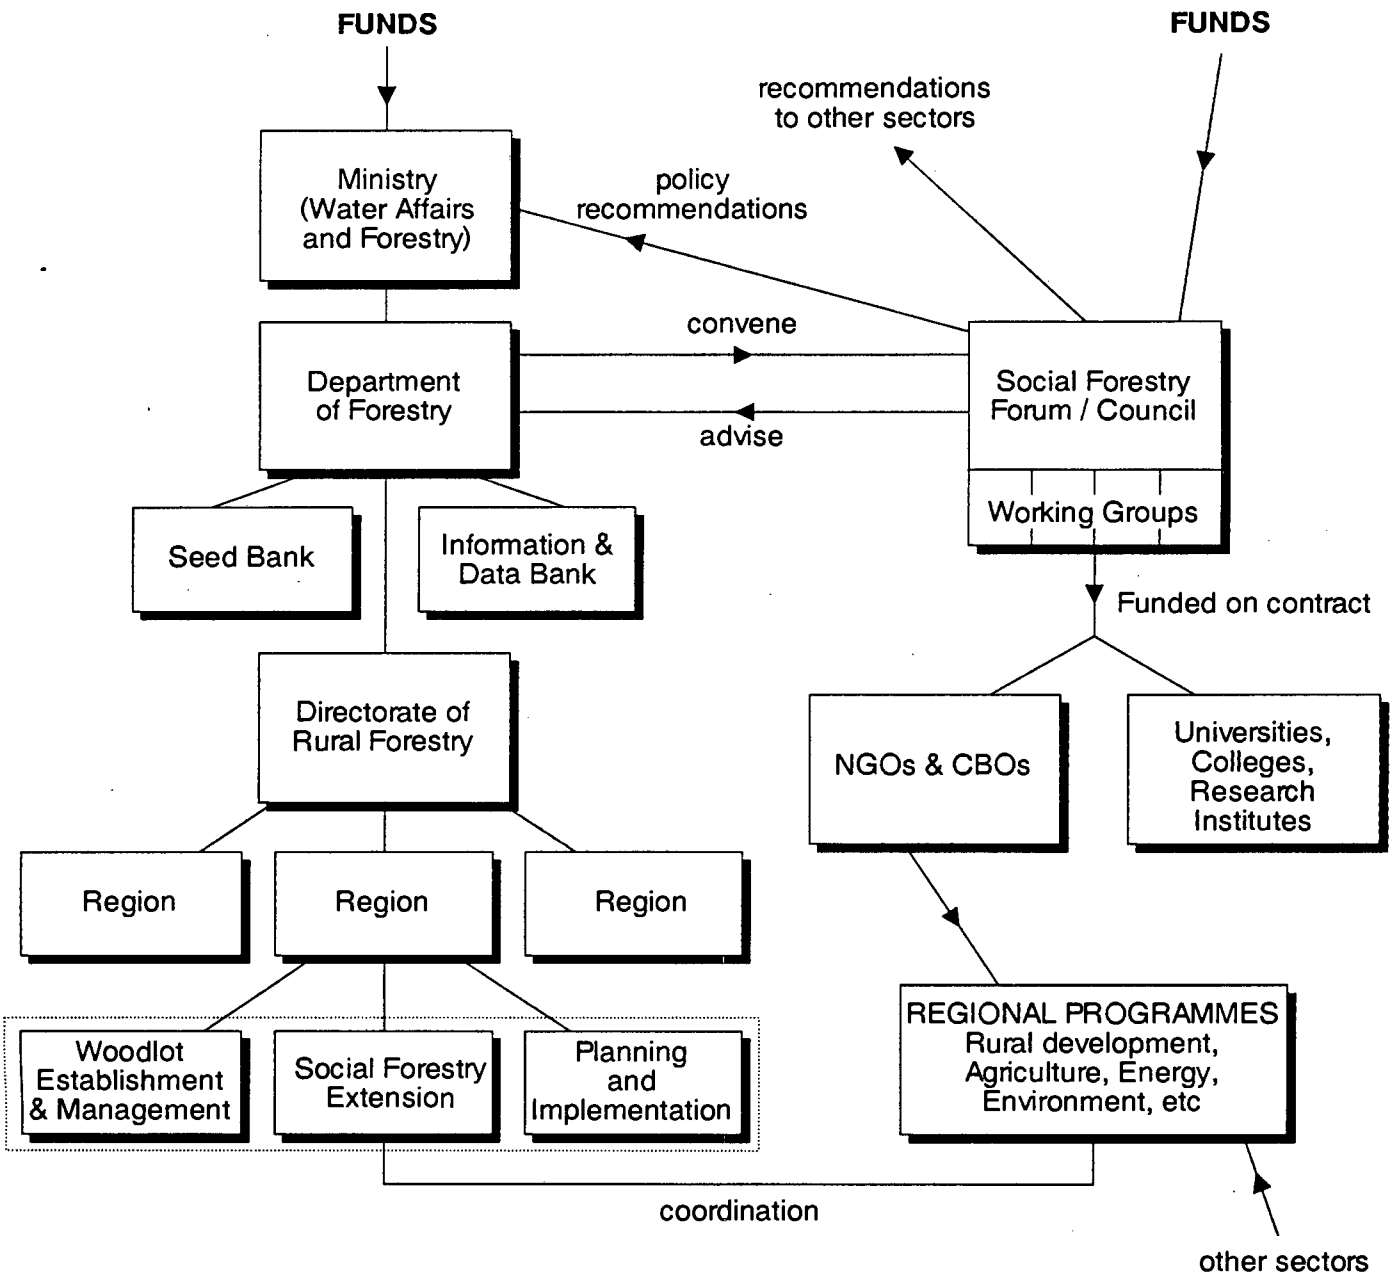 FUNDS
FUNDS
recommendations
to other sectors
policy
recommendations
Ministry
(Water Affairs
and Forestry)
convene
Department
of Forestry
advise
Social Forestry
Forum / Council
Working Groups
Seed Bank
Information &
Data Bank
Funded on contract
Directorate of
Rural Forestry
NGOs & CBOs
Universities,
Colleges,
Research
Institutes
Region
Region
Region
REGIONAL PROGRAMMES
Rural development,
Agriculture, Energy,
Environment, etc
Woodlot
Establishment
& Management
Social Forestry
Extension
Planning
and
Implementation
coordination
other sectors